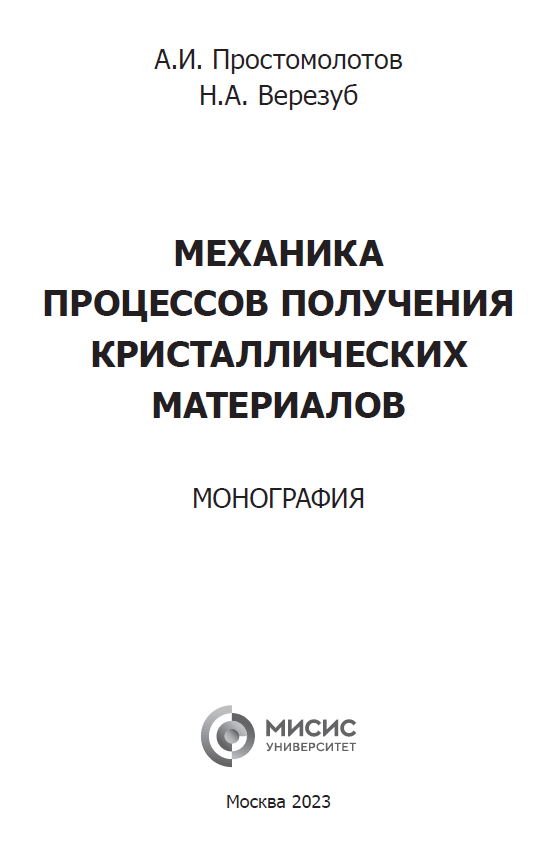 А.И. Простомолотов
Н.А. Верезуб
МЕХАНИКА
ПРОЦЕССОВ ПОЛУЧЕНИЯ
КРИСТАЛЛИЧЕСКИХ
МАТЕРИАЛОВ
МОНОГРАФИЯ
МИСИС
УНИВЕРСИТЕТ
Москва 2023